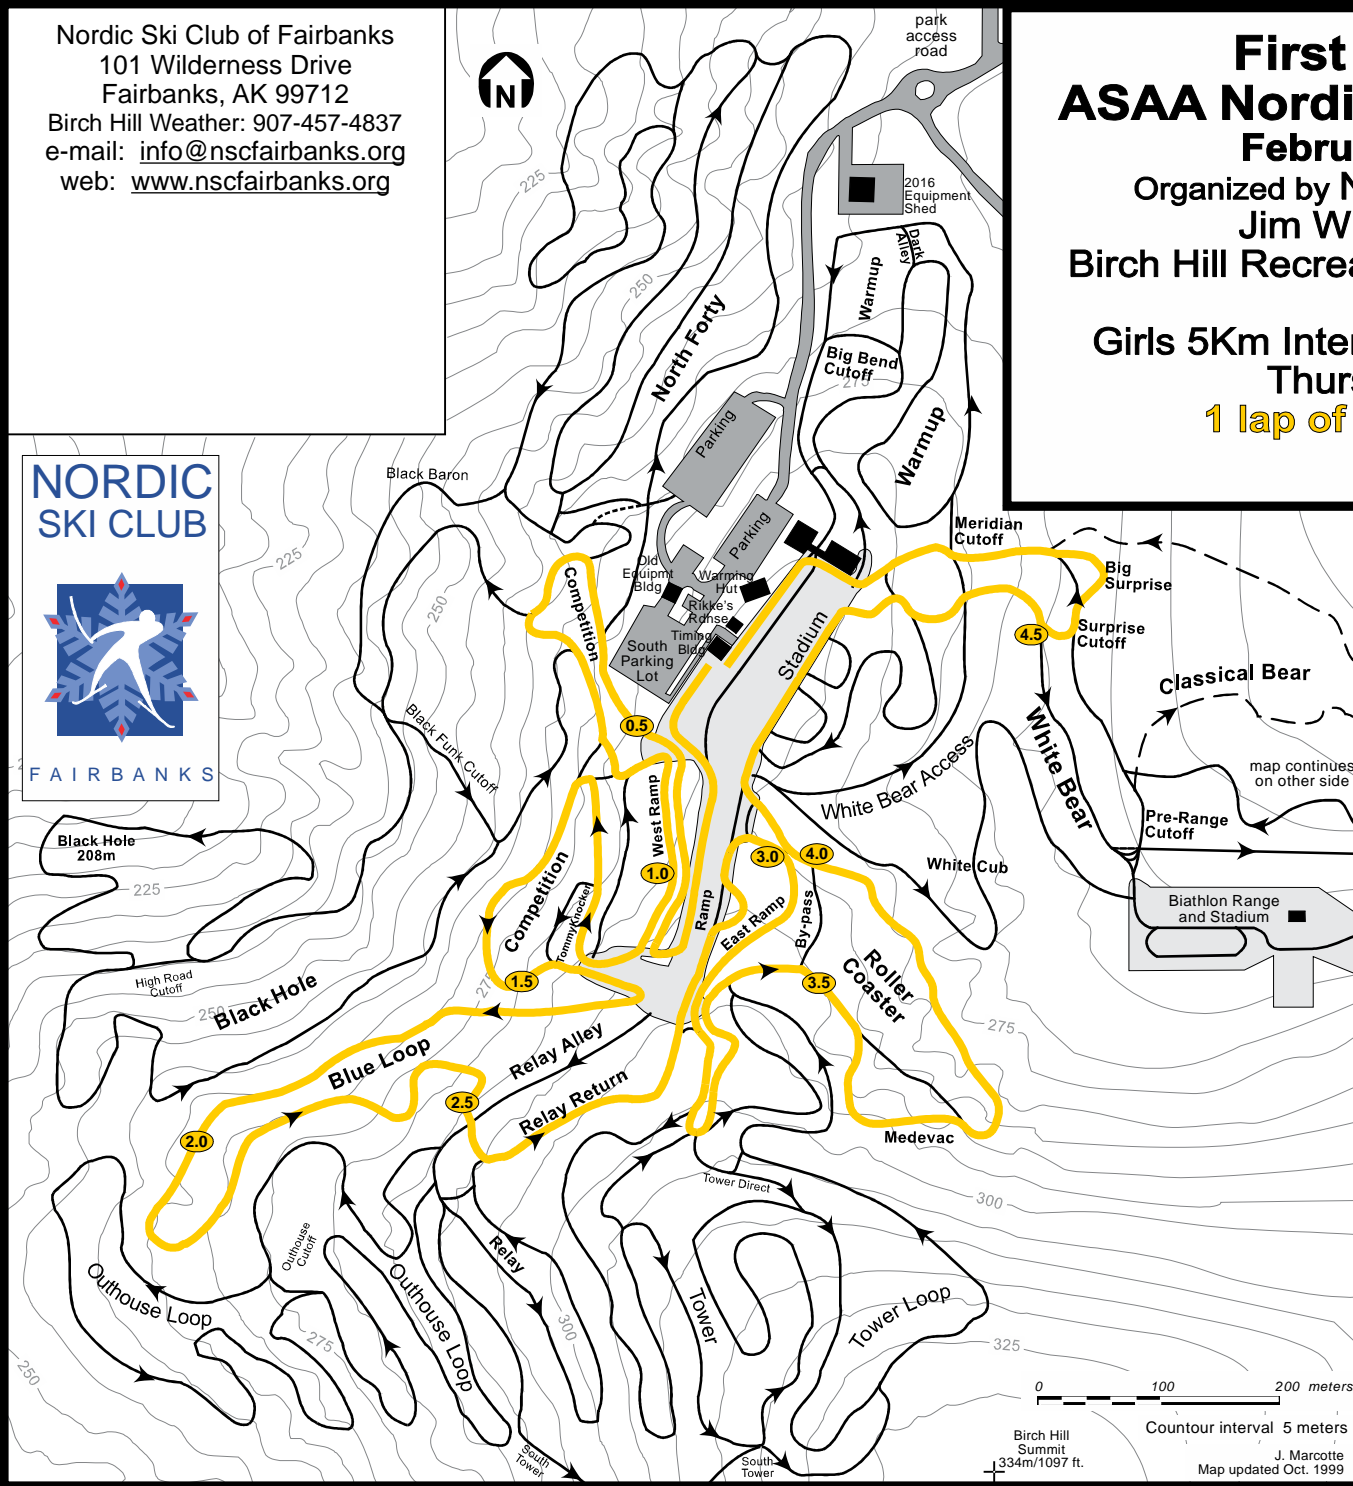 Nordic Ski Club of Fairbanks
101 Wilderness Drive
Fairbanks, AK 99712
Birch Hill Weather: 907-457-4837
e-mail: info@nscfairbanks.org
web: www.nscfairbanks.org
N
park
access
road
First
ASAA Nordi
Febru
Organized by N
Jim W
Birch Hill Recrea
Girls 5Km Inter
Thurs
1 lap of
2016
Equipment
Shed
Dark
Alley
Warmup
225
250
North Forty
Big Bend
Cutoff
275
Parking
Warmup
NORDIC
SKI CLUB
FAIRBANKS
Black Baron
225
250
Parking
Meridian
Cutoff
Old
Equipmt
Bldg
Warming
Hut
Rikke's
Rdnse
Timing
Bldg
South
Parking
Lot
Competition
Stadium
Big
Surprise
Surprise
Cutoff
4.5
Classical Bear
0.5
Black Funk Cutoff
White Bear
White Bear Access
map continues
on other side
West Ramp
Pre-Range
Cutoff
Black Hole
208m
225
1.0
3.0
4.0
White Cub
Competition
TommyKnocker
Ramp
East Ramp
By-pass
Biathlon Range
and Stadium
High Road
Cutoff
250
Black Hole
275
1.5
3.5
Roller
Coaster
275
Blue Loop
Relay Alley
Relay Return
2.5
2.0
Medevac
Tower Direct
300
Outhouse
Cutoff
Relay
Outhouse Loop
Outhouse Loop
Tower
Tower Loop
300
275
325
250
0 100 200 meters
Countour interval 5 meters
Birch Hill
Summit
334m/1097 ft.
J. Marcotte
Map updated Oct. 1999
South
Tower
South
Tower